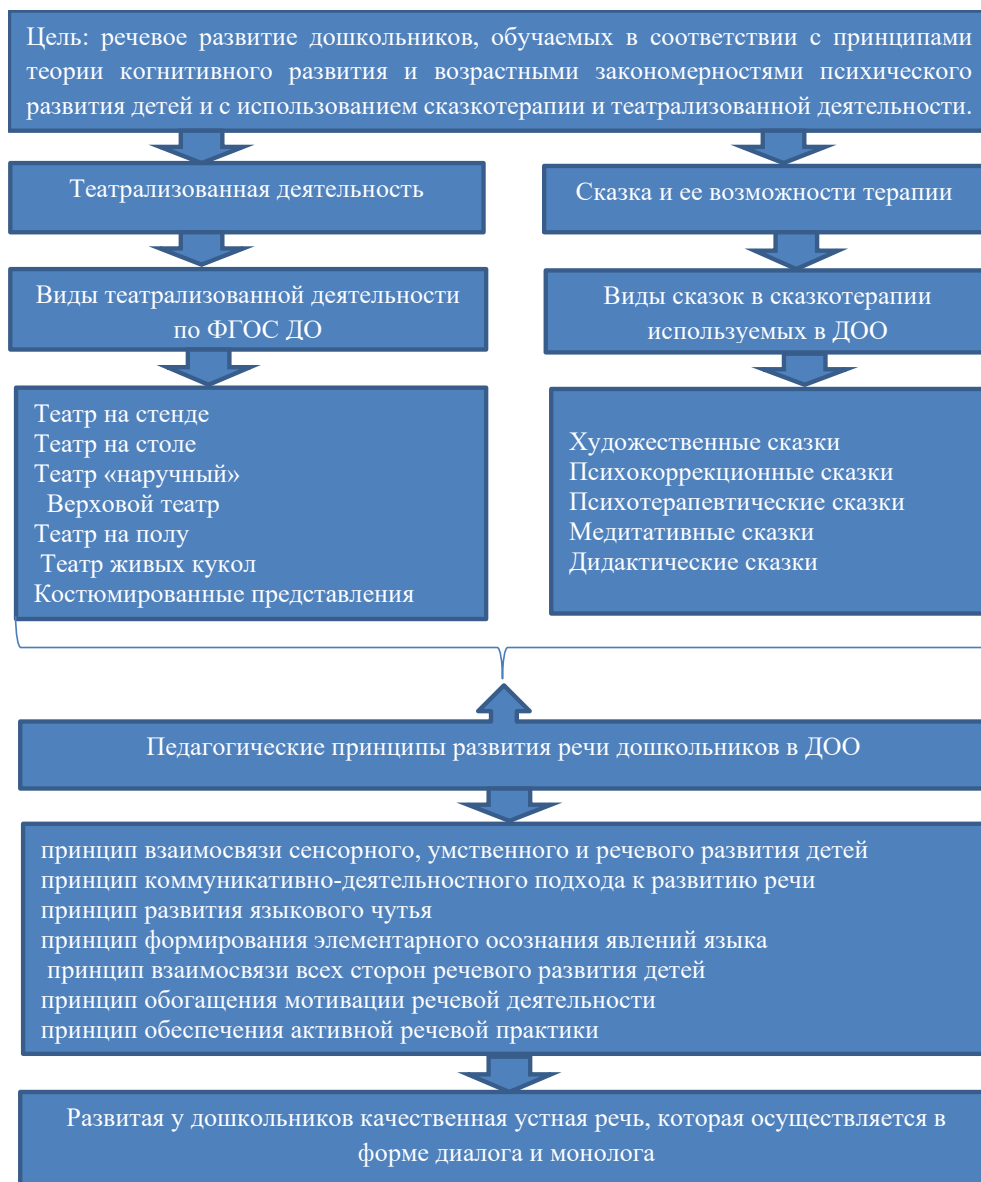 Цель: речевое развитие дошкольников, обучаемых в соответствии с принципами
теории когнитивного развития и возрастными закономерностями психического
развития детей и с использованием сказкотерапии и театрализованной деятельности.
Театрализованная деятельность
Сказка и ее возможности терапии
Виды театрализованной деятельности
по ФГОС ДО
Виды сказок в сказкотерапии
используемых в ДОО
Театр на стенде
Театр на столе
Театр «наручный»
Верховой театр
Театр на полу
Театр живых кукол
Костюмированные представления
Художественные сказки
Психокоррекционные сказки
Психотерапевтические сказки
Медитативные сказки
Дидактические сказки
Педагогические принципы развития речи дошкольников в ДОО
принцип взаимосвязи сенсорного, умственного и речевого развития детей
принцип коммуникативно-деятельностного подхода к развитию речи
принцип развития языкового чутья
принцип формирования элементарного осознания явлений языка
принцип взаимосвязи всех сторон речевого развития детей
принцип обогащения мотивации речевой деятельности
принцип обеспечения активной речевой практики
Развитая у дошкольников качественная устная речь, которая осуществляется в
форме диалога и монолога